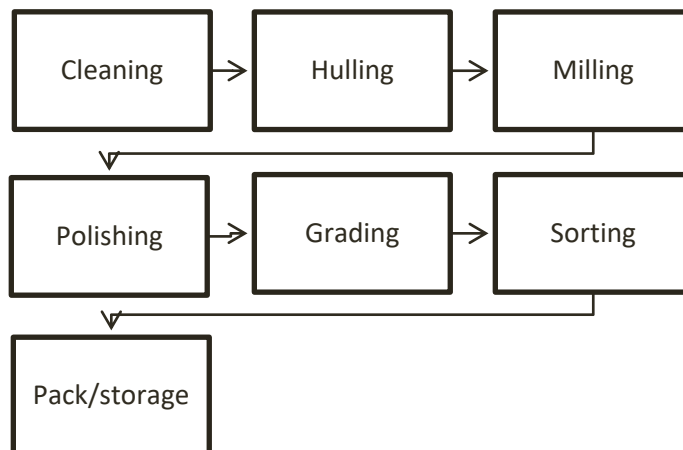 Cleaning
Hulling
Milling
Polishing
Grading
Sorting
Pack/storage